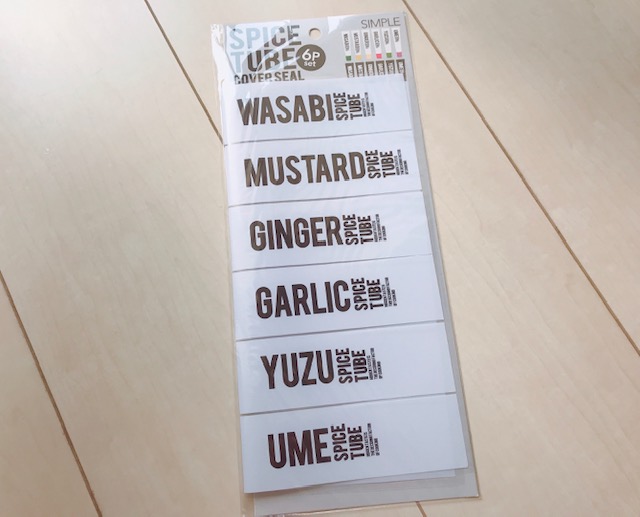 SPICE
TUBE
COVER SEAL
6P
set
SIMPLE
WASABI SPICE TUBE
MUSTARD SPICE TUBE
GINGER SPICE TUBE
GARLIC SPICE TUBE
YUZU SPICE TUBE
UME SPICE TUBE